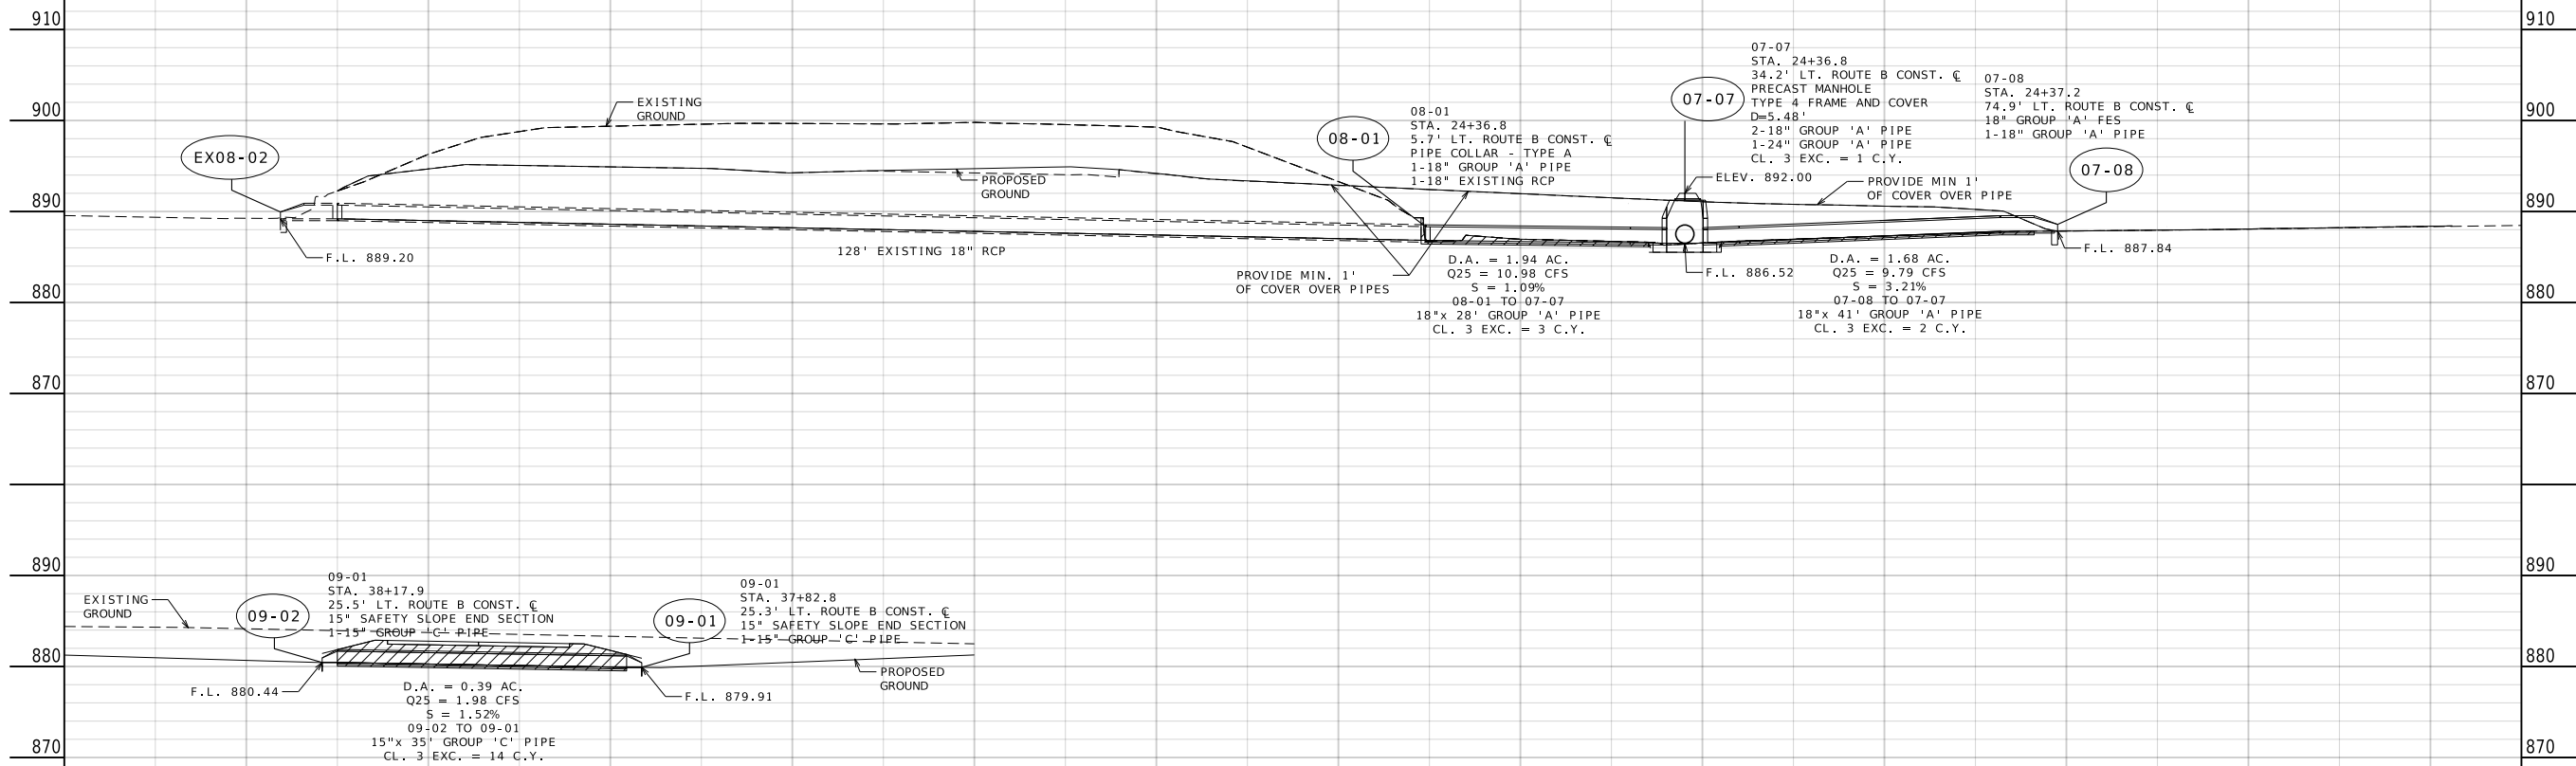 910
910
900
900
890
890
880
880
870
870
890
890
880
880
870
870
EX08-02
EXISTING
GROUND
PROPOSED
GROUND
F.L. 889.20
128' EXISTING 18" RCP
08-01
08-01
STA. 24+36.8
5.7' LT. ROUTE B CONST. ℄
PIPE COLLAR - TYPE A
1-18" GROUP 'A' PIPE
1-18" EXISTING RCP
PROVIDE MIN. 1'
OF COVER OVER PIPES
D.A. = 1.94 AC.
Q25 = 10.98 CFS
S = 1.09%
08-01 TO 07-07
18"x 28' GROUP 'A' PIPE
CL. 3 EXC. = 3 C.Y.
07-07
07-07
STA. 24+36.8
34.2' LT. ROUTE B CONST. ℄
PRECAST MANHOLE
TYPE 4 FRAME AND COVER
D=5.48'
2-18" GROUP 'A' PIPE
1-24" GROUP 'A' PIPE
CL. 3 EXC. = 1 C.Y.
ELEV. 892.00
F.L. 886.52
07-08
STA. 24+37.2
74.9' LT. ROUTE B CONST. ℄
18" GROUP 'A' FES
1-18" GROUP 'A' PIPE
07-08
PROVIDE MIN 1'
OF COVER OVER PIPE
F.L. 887.84
D.A. = 1.68 AC.
Q25 = 9.79 CFS
S = 3.21%
07-08 TO 07-07
18"x 41' GROUP 'A' PIPE
CL. 3 EXC. = 2 C.Y.
EXISTING
GROUND
09-02
09-01
STA. 38+17.9
25.5' LT. ROUTE B CONST. ℄
15" SAFETY SLOPE END SECTION
1-15" GROUP 'C' PIPE
09-01
09-01
STA. 37+82.8
25.3' LT. ROUTE B CONST. ℄
15" SAFETY SLOPE END SECTION
1-15" GROUP 'C' PIPE
PROPOSED
GROUND
F.L. 880.44
F.L. 879.91
D.A. = 0.39 AC.
Q25 = 1.98 CFS
S = 1.52%
09-02 TO 09-01
15"x 35' GROUP 'C' PIPE
CL. 3 EXC. = 14 C.Y.